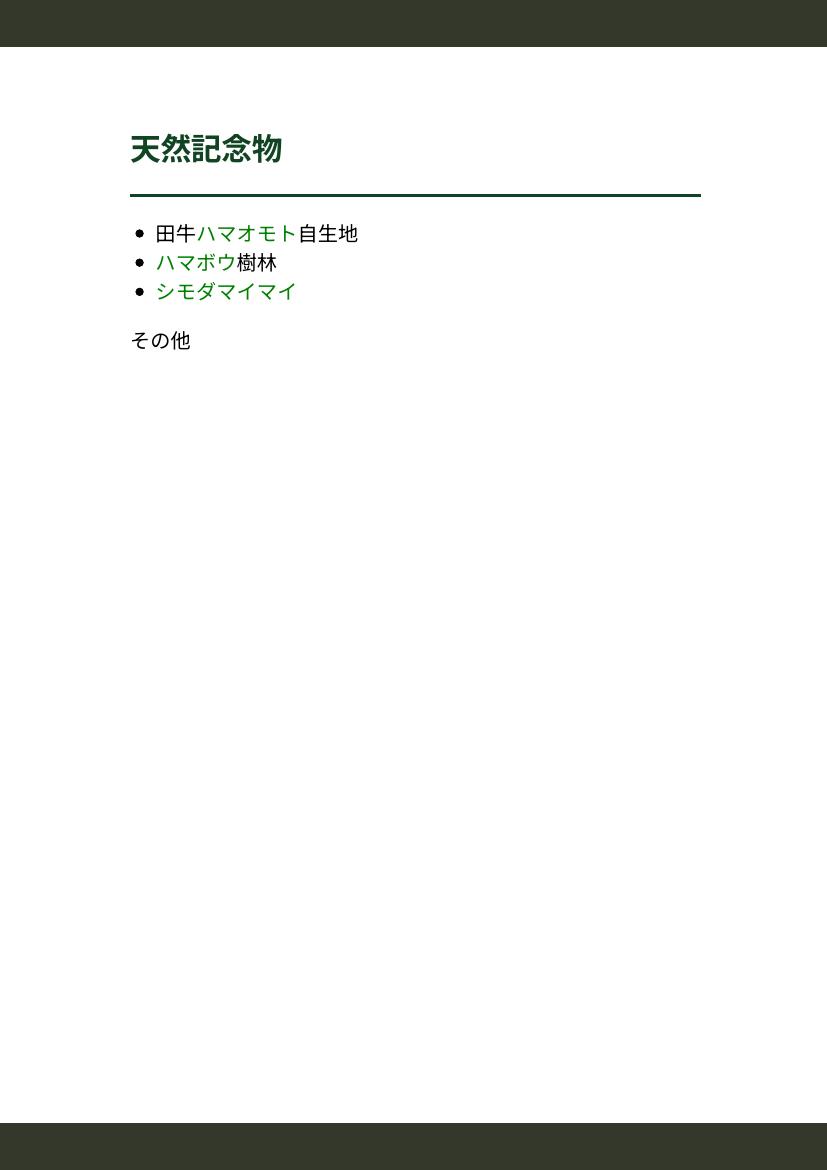 天然記念物
田牛ハマオモト自生地
ハマボウ樹林
シモダマイマイ
その他